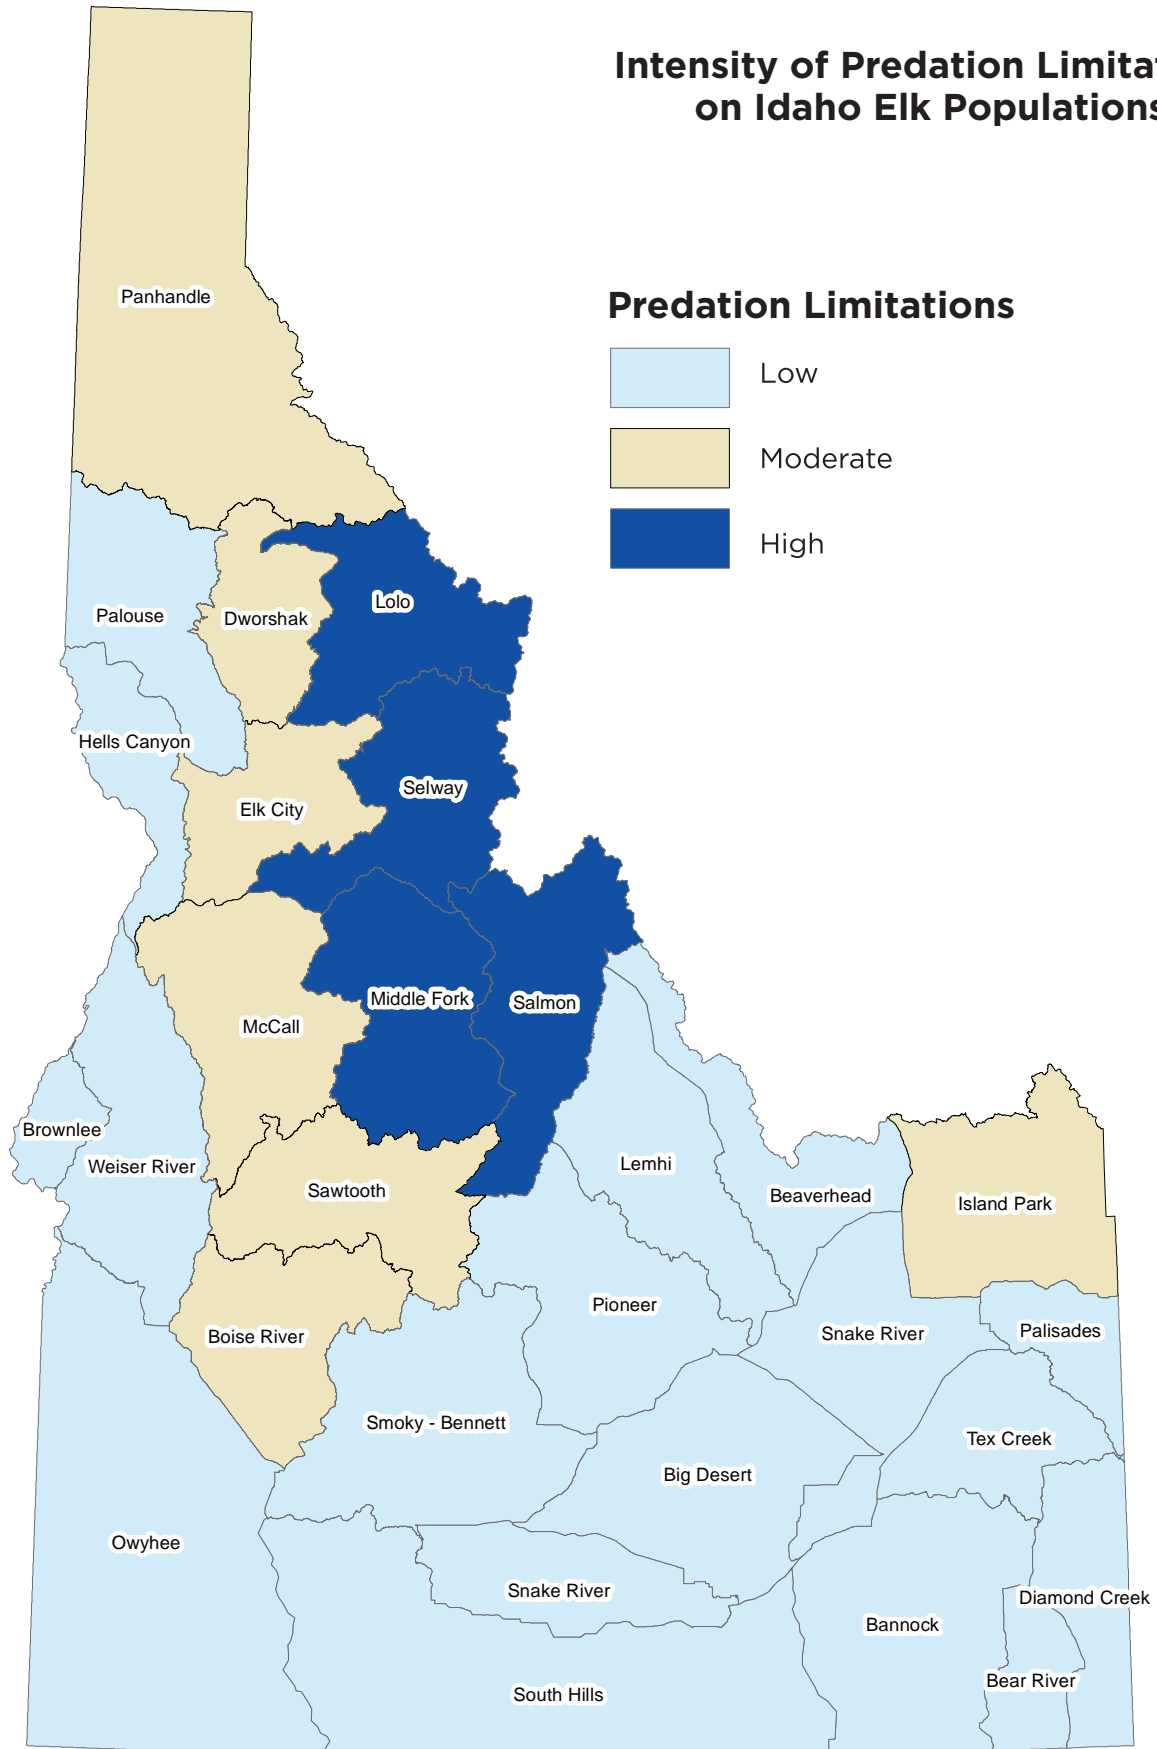 Intensity of Predation Limitat
on Idaho Elk Populations
Predation Limitations
Low
Moderate
High
Panhandle
Palouse
Dworshak
Lolo
Hells Canyon
Selway
Elk City
Middle Fork
Salmon
McCall
Brownlee
Weiser River
Lemhi
Sawtooth
Beaverhead
Island Park
Pioneer
Snake River
Palisades
Boise River
Smoky - Bennett
Tex Creek
Big Desert
Owyhee
Snake River
Diamond Creek
Bannock
Bear River
South Hills